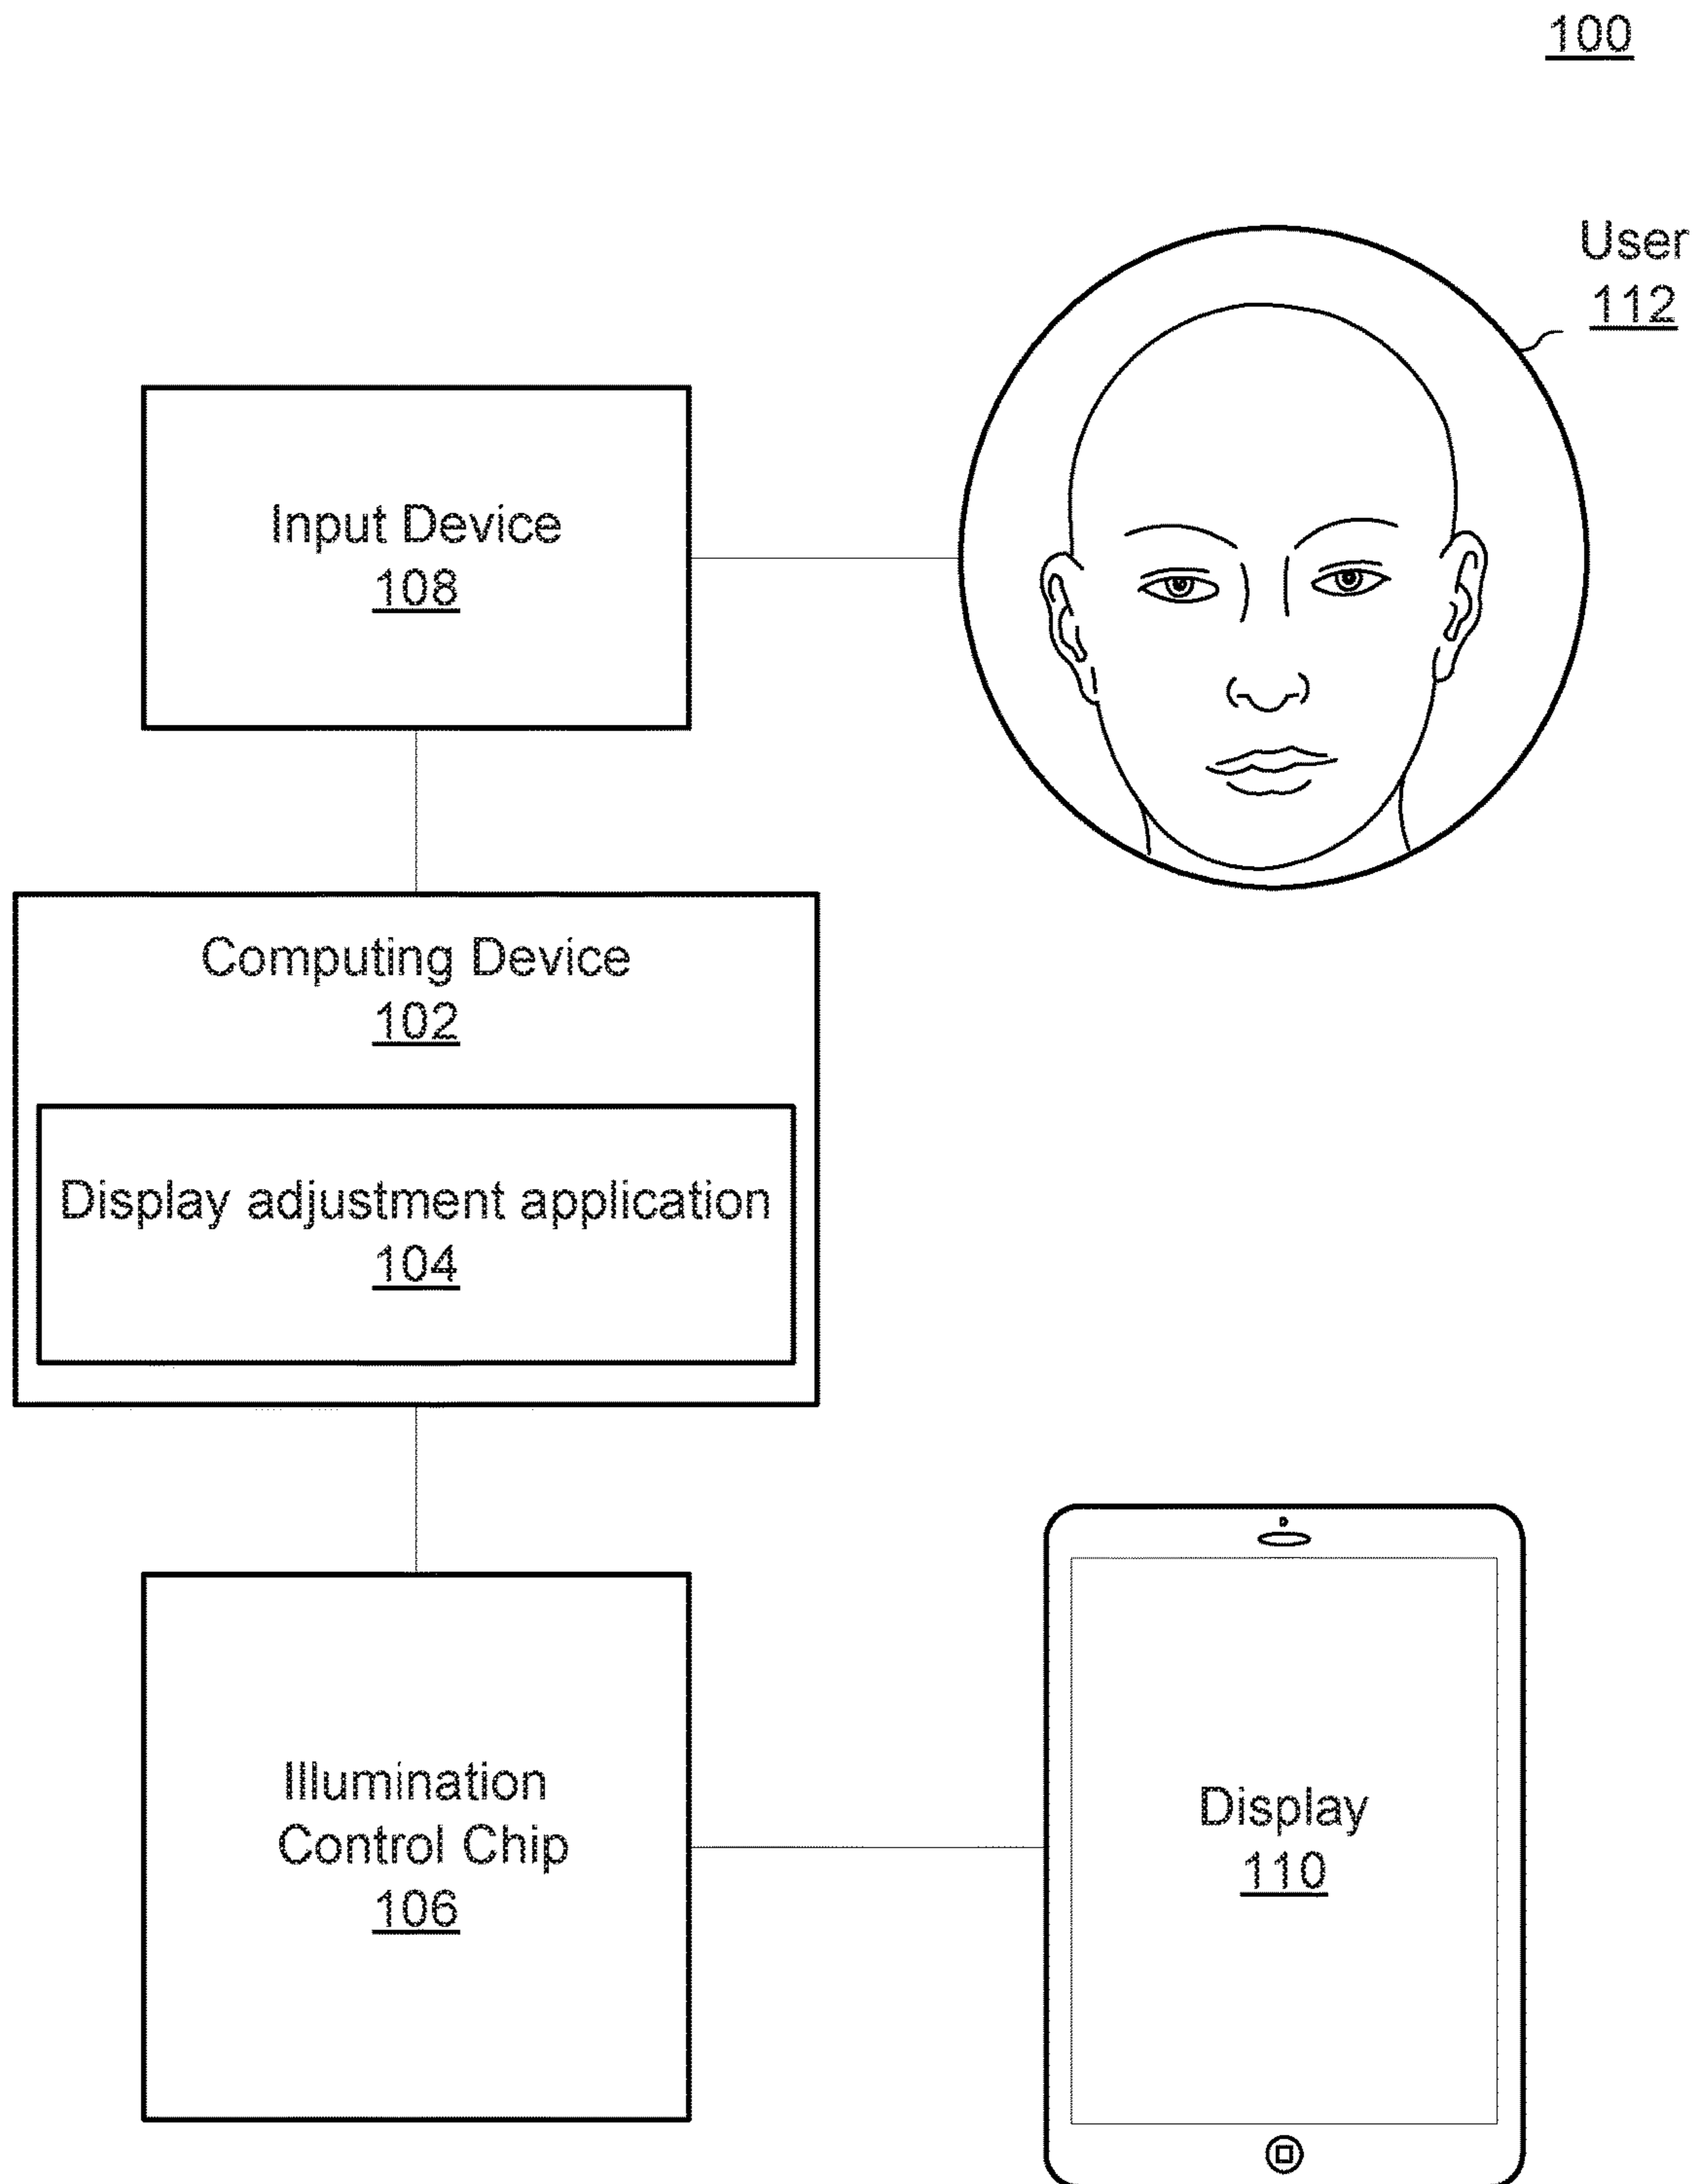 100
User
112
Input Device
108
Computing Device
102
Display adjustment application
104
Illumination
Control Chip
106
Display
110